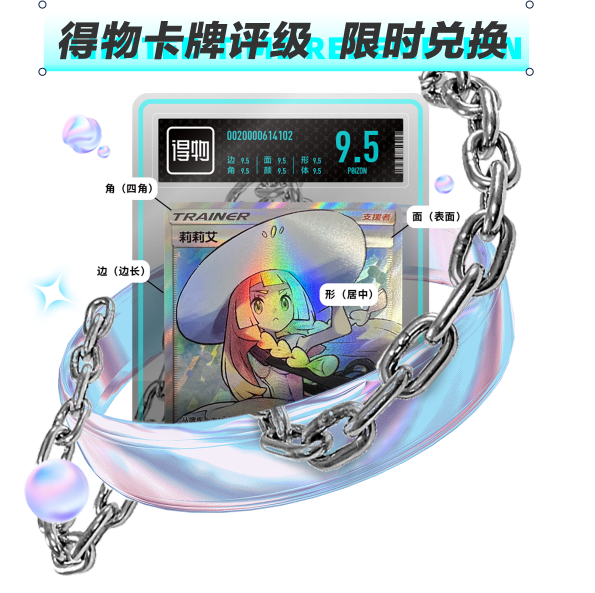 得物卡牌评级 限时兑换
得物
0020000614102
边 9.5 面 9.5 形 9.5
角 9.5 颜 9.5 体 9.5
9.5
POIZON
角（四角）
TRAINER
支援者
莉莉艾
面（表面）
边（边长）
形（居中）